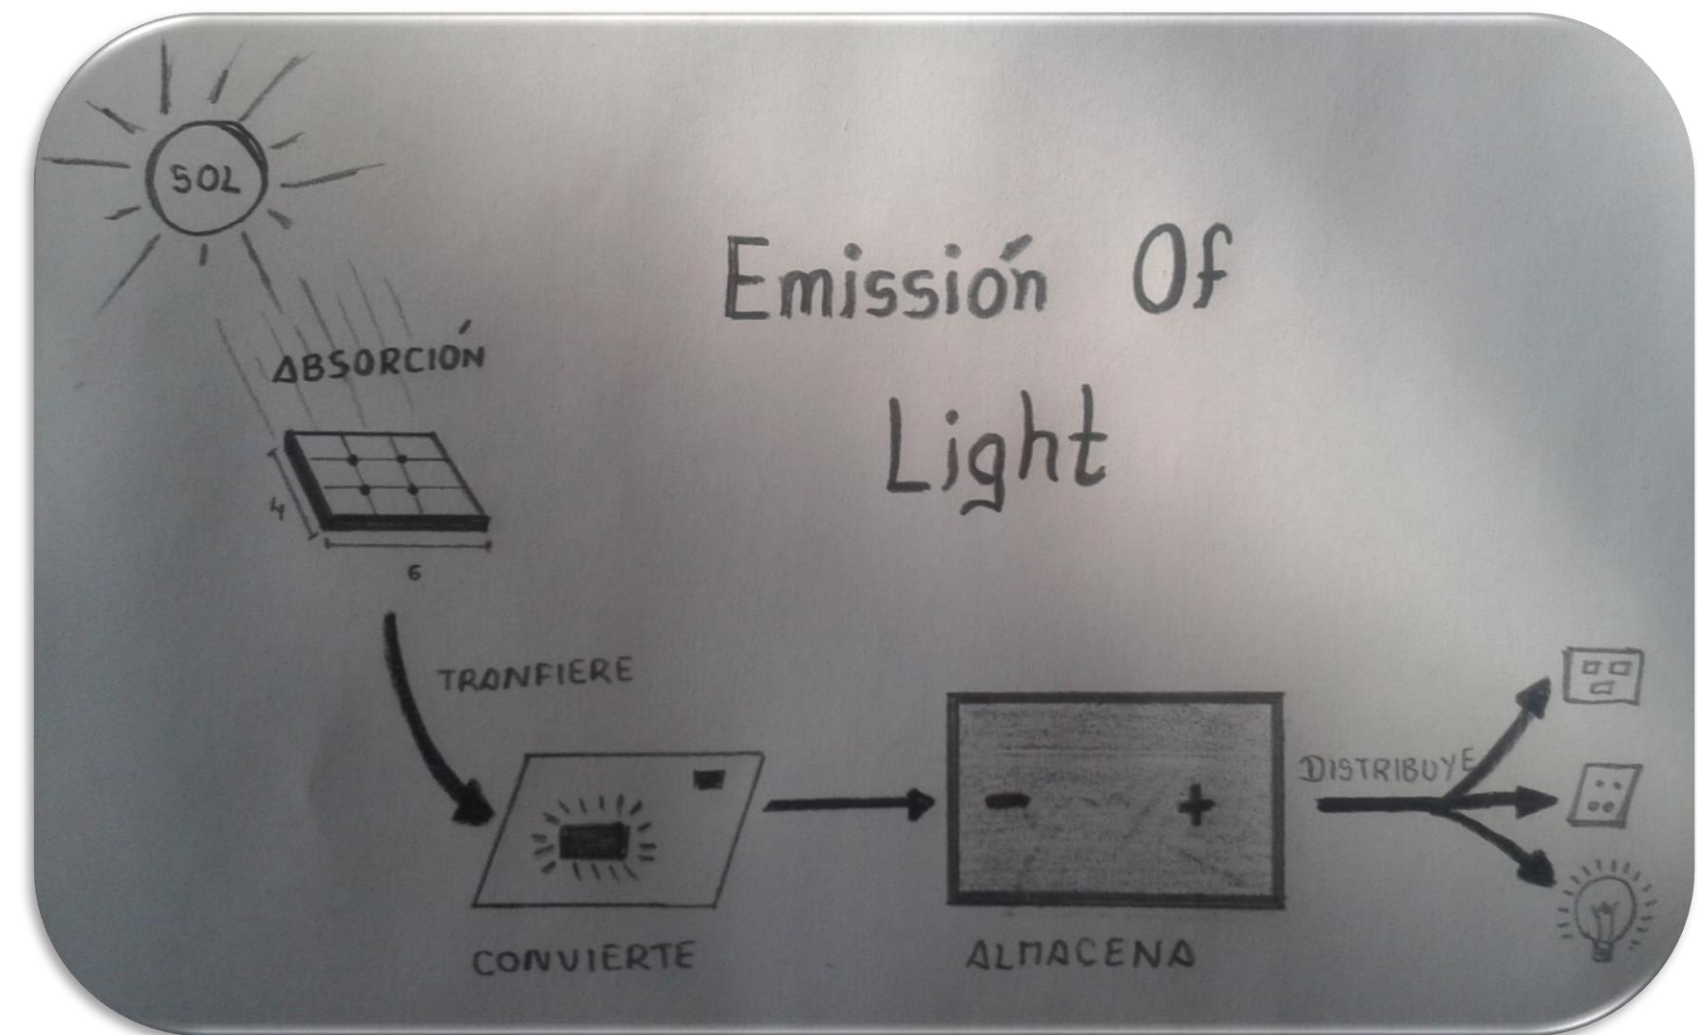 SOL
Emissión Of
Light
ABSORCIÓN
4
6
TRANFIERE
DISTRIBUYE
- +
CONVIERTE
ALMACENA